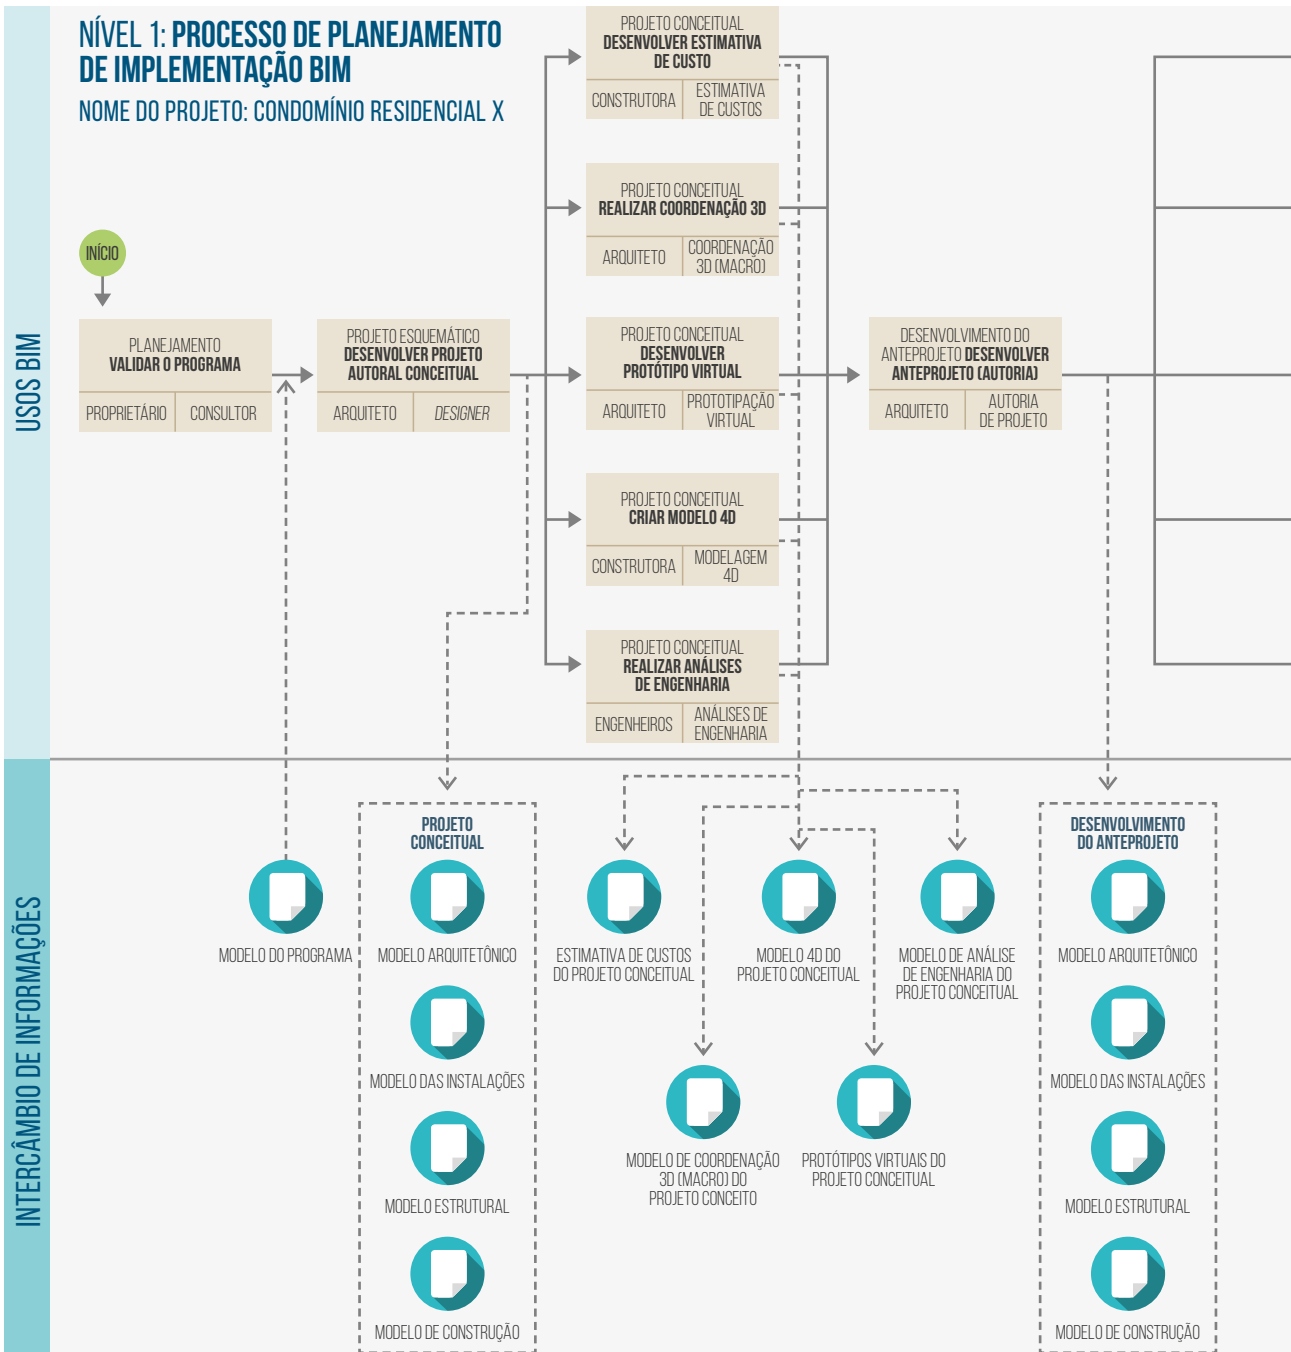 NÍVEL 1: PROCESSO DE PLANEJAMENTO
DE IMPLEMENTAÇÃO BIM
NOME DO PROJETO: CONDOMÍNIO RESIDENCIAL X
USOS BIM
INÍCIO
PLANEJAMENTO
VALIDAR O PROGRAMA
PROPRIETÁRIO
CONSULTOR
PROJETO ESQUEMÁTICO
DESENVOLVER PROJETO
AUTORAL CONCEITUAL
ARQUITETO
DESIGNER
PROJETO CONCEITUAL
DESENVOLVER ESTIMATIVA
DE CUSTO
CONSTRUTORA
ESTIMATIVA
DE CUSTOS
PROJETO CONCEITUAL
REALIZAR COORDENAÇÃO 3D
ARQUITETO
COORDENAÇÃO
3D (MACRO)
PROJETO CONCEITUAL
DESENVOLVER
PROTÓTIPO VIRTUAL
ARQUITETO
PROTOTIPAÇÃO
VIRTUAL
PROJETO CONCEITUAL
CRIAR MODELO 4D
CONSTRUTORA
MODELAGEM
4D
PROJETO CONCEITUAL
REALIZAR ANÁLISES
DE ENGENHARIA
ENGENHEIROS
ANÁLISES DE
ENGENHARIA
DESENVOLVIMENTO DO
ANTEPROJETO DESENVOLVER
ANTEPROJETO (AUTORIA)
ARQUITETO
AUTORIA
DE PROJETO
INTERCÂMBIO DE INFORMAÇÕES
MODELO DO PROGRAMA
PROJETO
CONCEITUAL
MODELO ARQUITETÔNICO
MODELO DAS INSTALAÇÕES
MODELO ESTRUTURAL
MODELO DE CONSTRUÇÃO
ESTIMATIVA DE CUSTOS
DO PROJETO CONCEITUAL
MODELO 4D DO
PROJETO CONCEITUAL
MODELO DE ANÁLISE
DE ENGENHARIA DO
PROJETO CONCEITUAL
MODELO DE COORDENAÇÃO
3D (MACRO) DO
PROJETO CONCEITO
PROTÓTIPOS VIRTUAIS DO
PROJETO CONCEITUAL
DESENVOLVIMENTO
DO ANTEPROJETO
MODELO ARQUITETÔNICO
MODELO DAS INSTALAÇÕES
MODELO ESTRUTURAL
MODELO DE CONSTRUÇÃO